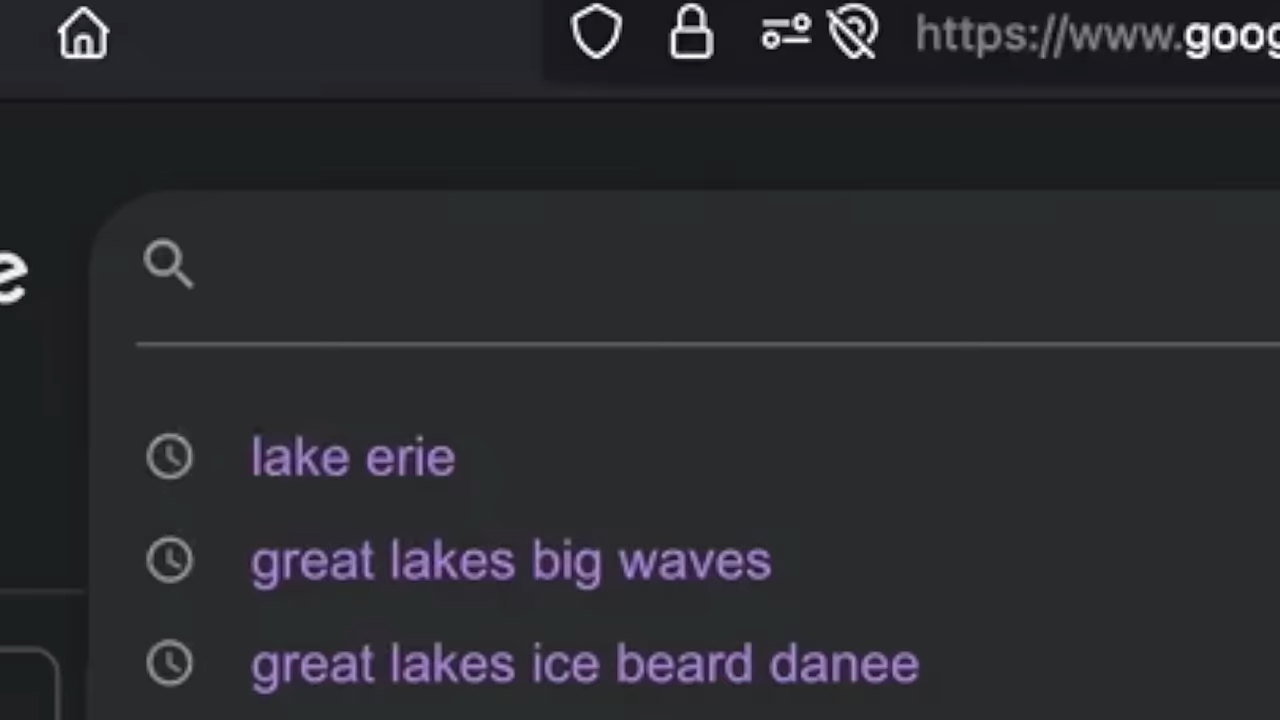 https://www.goog
e
lake erie
great lakes big waves
great lakes ice beard danee